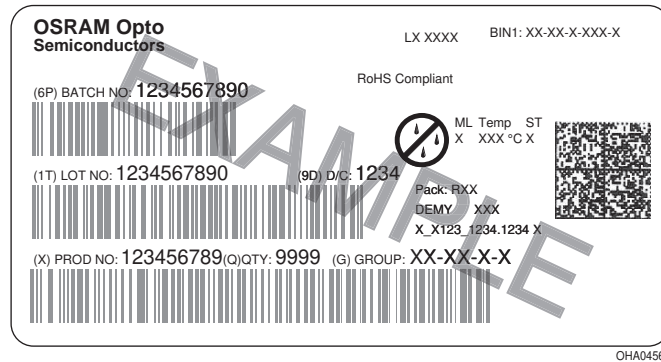 OSRAM Opto
Semiconductors
LX XXXX
BIN1: XX-XX-X-XXX-X
RoHS Compliant
(6P) BATCH NO: 1234567890
ML Temp ST
X XXX °C X
(1T) LOT NO: 1234567890 (9D) D/C: 1234
Pack: RXX
DEMY XXX
X_X123_1234.1234 X
(X) PROD NO: 123456789(Q)QTY: 9999 (G) GROUP: XX-XX-X-X
EXAMPLE
OHA04563